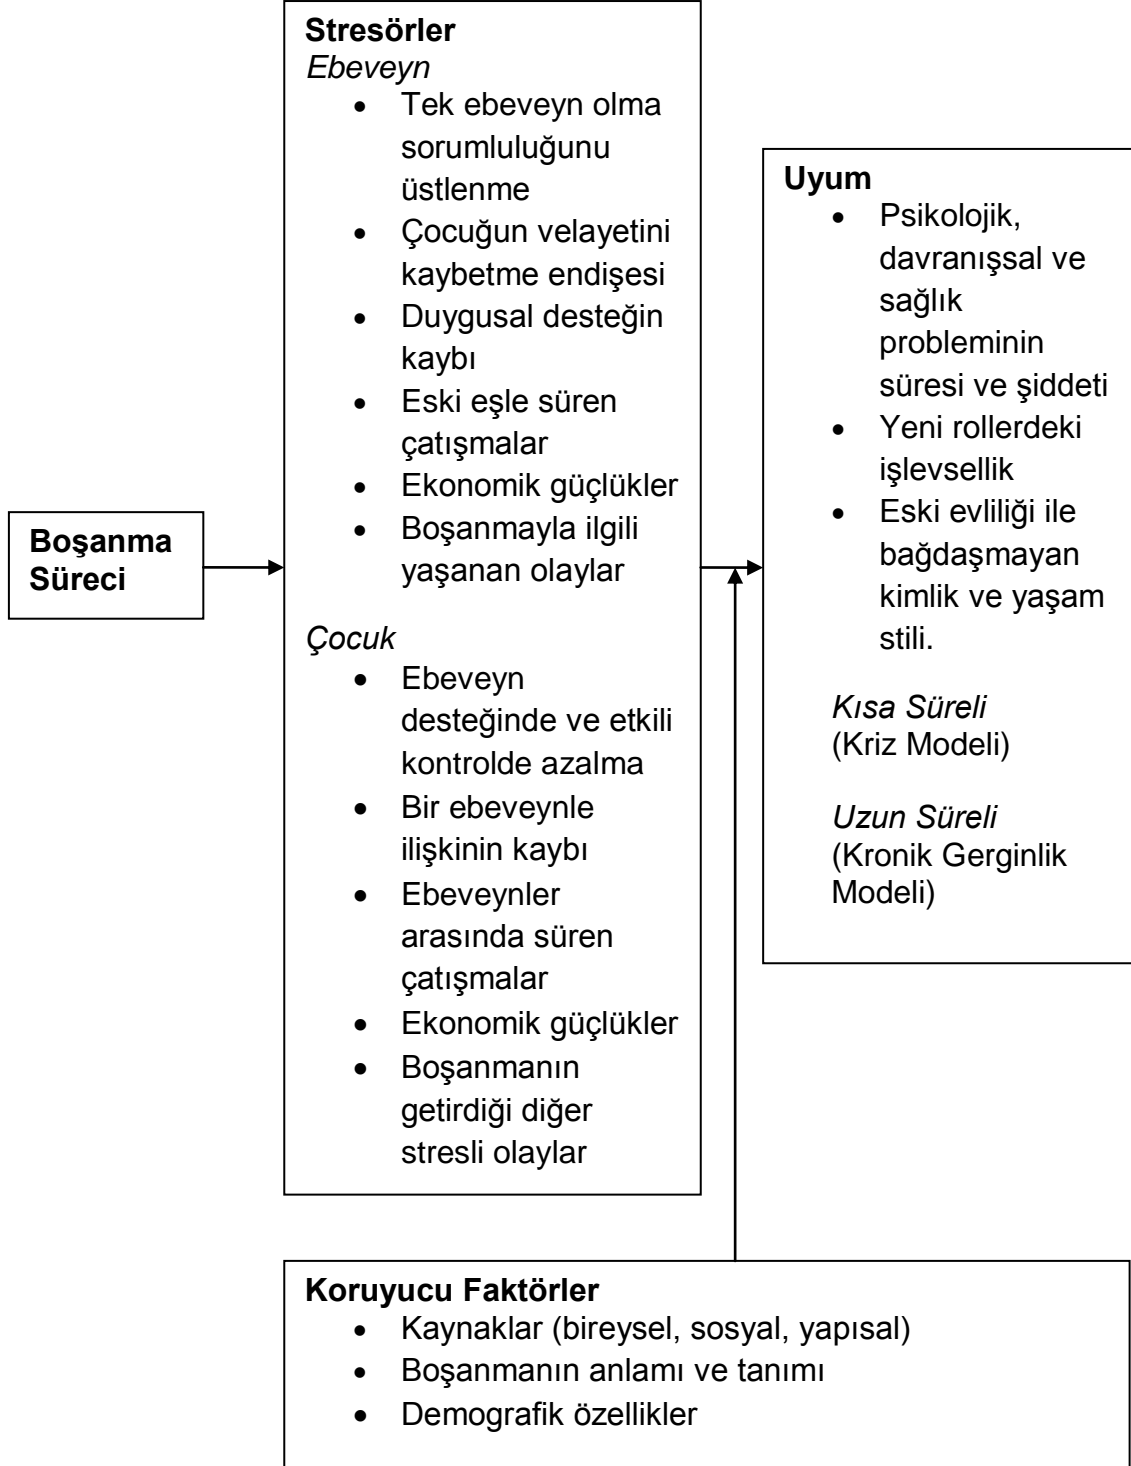 Boşanma
Süreci
Stresörler
Ebeveyn
• Tek ebeveyn olma
sorumluluğunu
üstlenme
• Çocuğun velayetini
kaybetme endişesi
• Duygusal desteğin
kaybı
• Eski eşle süren
çatışmalar
• Ekonomik güçlükler
• Boşanmayla ilgili
yaşanan olaylar
Çocuk
• Ebeveyn
desteğinde ve etkili
kontrolde azalma
• Bir ebeveynle
ilişkinin kaybı
• Ebeveynler
arasında süren
çatışmalar
• Ekonomik güçlükler
• Boşanmanın
getirdiği diğer
stresli olaylar
Uyum
• Psikolojik,
davranışsal ve
sağlık
probleminin
süresi ve şiddeti
• Yeni rollerdeki
işlevsellik
• Eski evliliği ile
bağdaşmayan
kimlik ve yaşam
stili.
Kısa Süreli
(Kriz Modeli)
Uzun Süreli
(Kronik Gerginlik
Modeli)
Koruyucu Faktörler
• Kaynaklar (bireysel, sosyal, yapısal)
• Boşanmanın anlamı ve tanımı
• Demografik özellikler